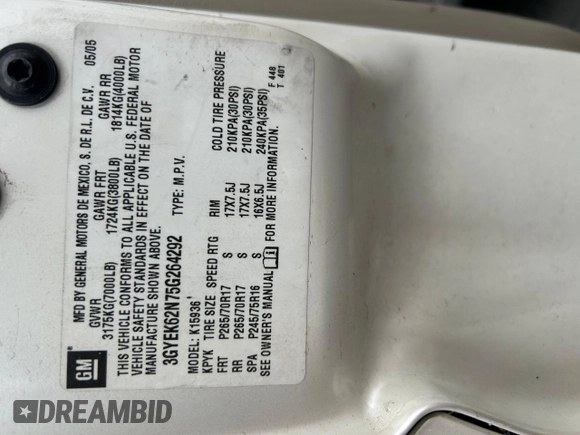 GM
MFD BY GENERAL MOTORS DE MEXICO, S. DE R.L. DE C.V. 05/05
GVWR GAWR FRT GAWR RR
3175KG(7000LB) 1724KG(3800LB) 1814KG(4000LB)
THIS VEHICLE CONFORMS TO ALL APPLICABLE U.S. FEDERAL MOTOR
VEHICLE SAFETY STANDARDS IN EFFECT ON THE DATE OF
MANUFACTURE SHOWN ABOVE.
3GYEK62N75G264292 TYPE: M.P.V.
MODEL: K15936
KPYK TIRE SIZE SPEED RTG RIM COLD TIRE PRESSURE
FRT P265/70R17 S 17X7.5J 210KPA(30PSI)
RR P265/70R17 S 17X7.5J 210KPA(30PSI)
SPA P245/75R16 S 16X6.5J 240KPA(35PSI)
SEE OWNER'S MANUAL FOR MORE INFORMATION.
F 448
T 401
DREAMBID